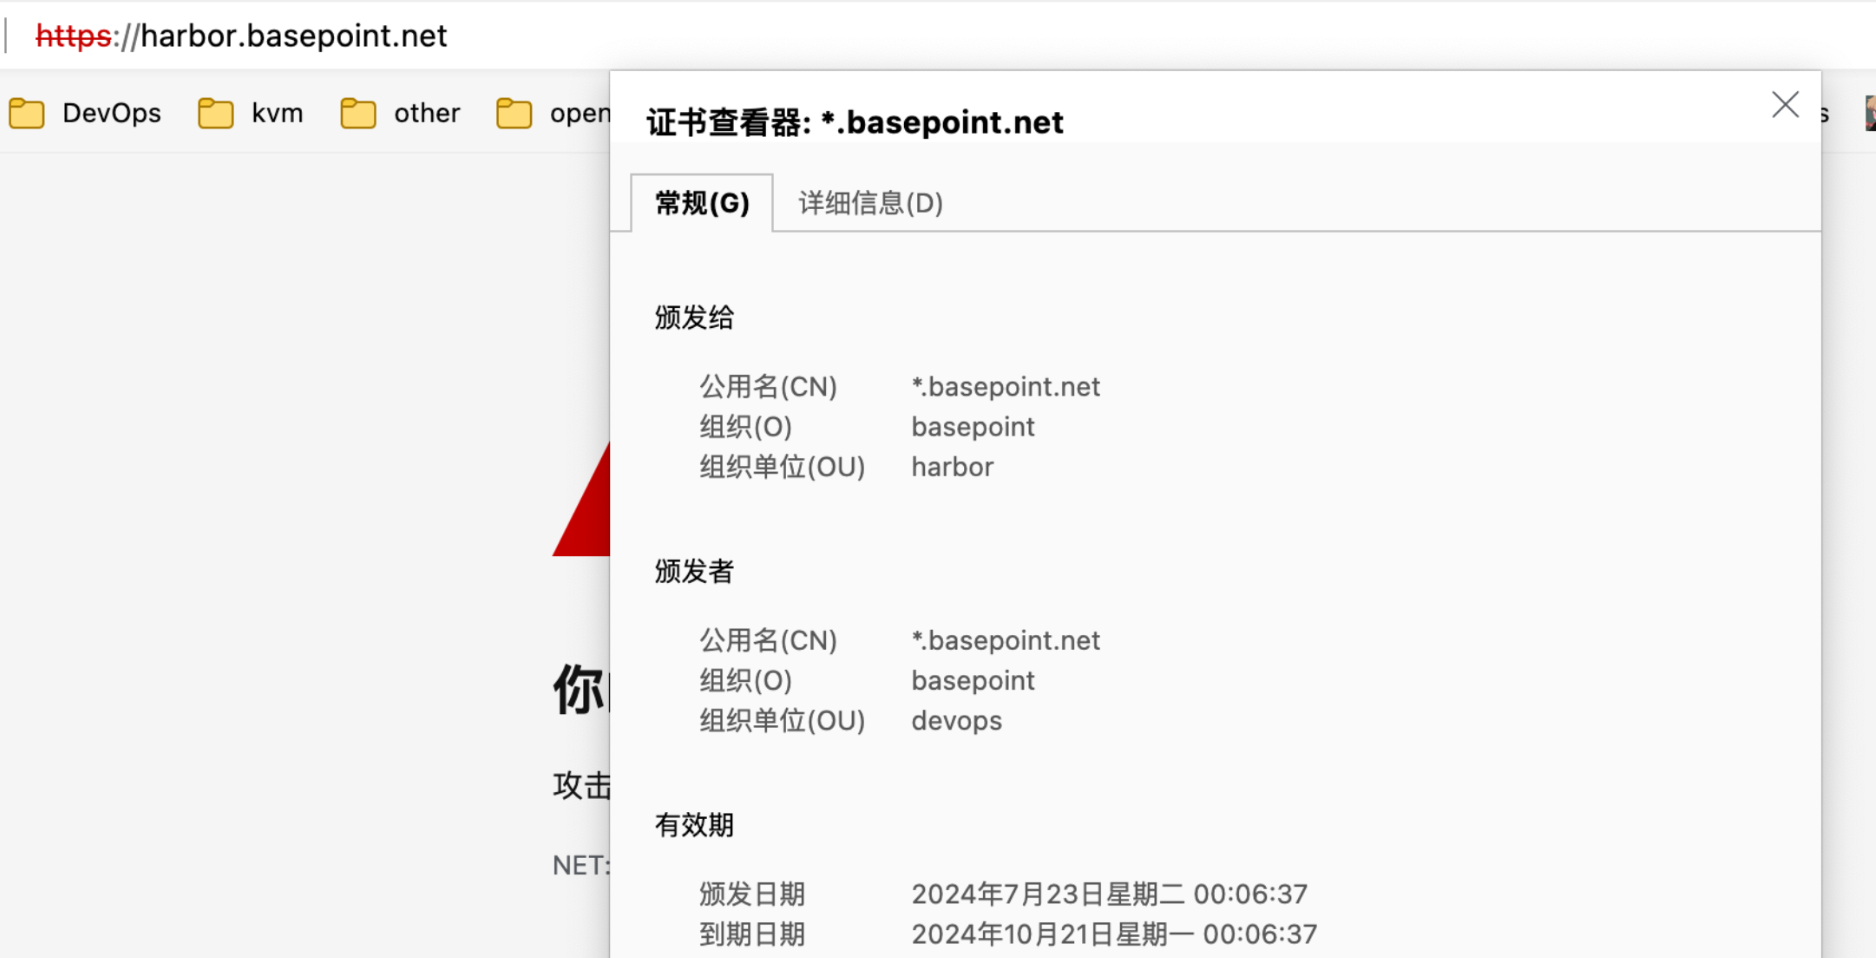 https://harbor.basepoint.net
DevOps kvm other open
证书查看器: *.basepoint.net
常规(G) 详细信息(D)
颁发给
公用名(CN) *.basepoint.net
组织(O) basepoint
组织单位(OU) harbor
颁发者
公用名(CN) *.basepoint.net
组织(O) basepoint
组织单位(OU) devops
你
攻击
有效期
NET:
颁发日期 2024年7月23日星期二 00:06:37
到期日期 2024年10月21日星期一 00:06:37